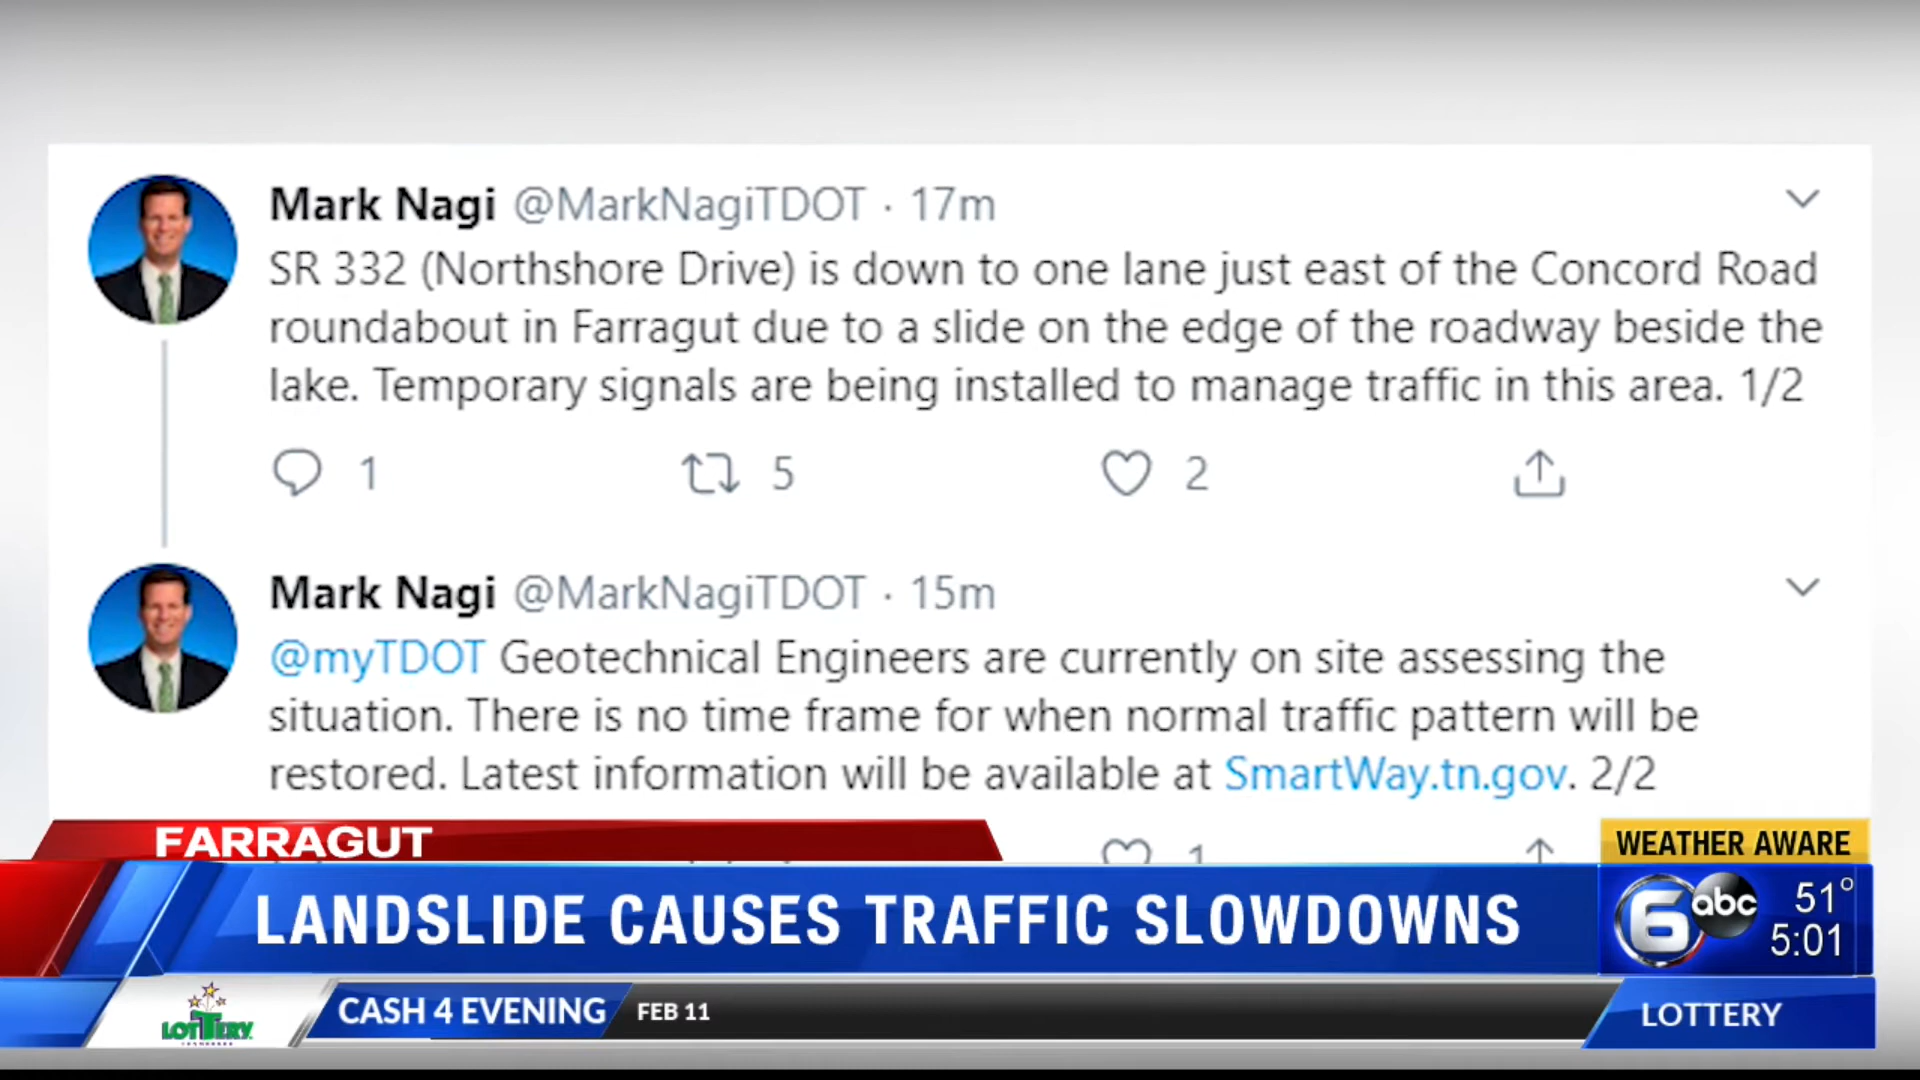 Mark Nagi @MarkNagiTDOT · 17m
SR 332 (Northshore Drive) is down to one lane just east of the Concord Road
roundabout in Farragut due to a slide on the edge of the roadway beside the
lake. Temporary signals are being installed to manage traffic in this area. 1/2
1 5 2
Mark Nagi @MarkNagiTDOT · 15m
@myTDOT Geotechnical Engineers are currently on site assessing the
situation. There is no time frame for when normal traffic pattern will be
restored. Latest information will be available at SmartWay.tn.gov. 2/2
1
FARRAGUT
WEATHER AWARE
LANDSLIDE CAUSES TRAFFIC SLOWDOWNS
6 abc 51°
5:01
LOTTERY
CASH 4 EVENING FEB 11
LOTTERY